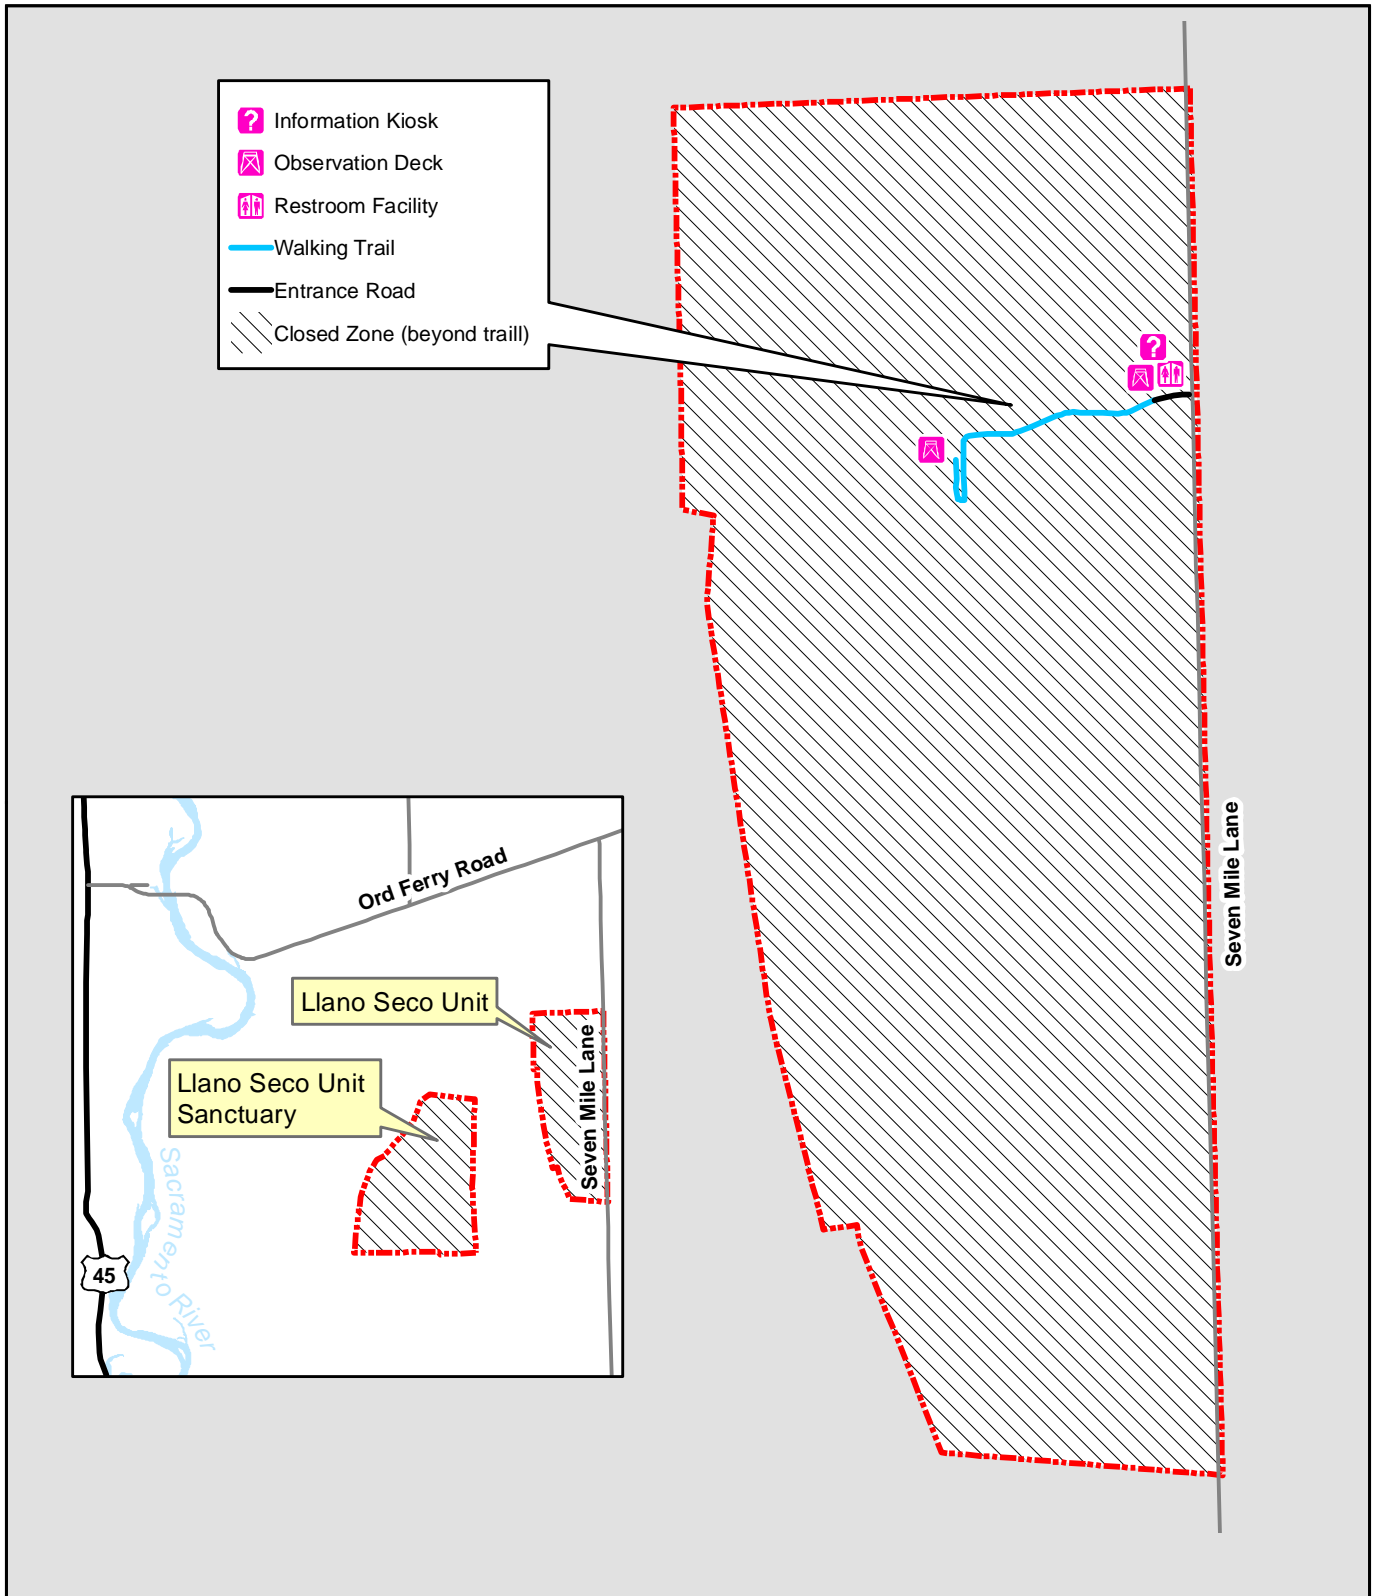 ?
Information Kiosk
Observation Deck
Restroom Facility
Walking Trail
Entrance Road
Closed Zone (beyond traill)
?
Seven Mile Lane
Ord Ferry Road
Llano Seco Unit
Llano Seco Unit
Sanctuary
Seven Mile Lane
Sacramento River
45